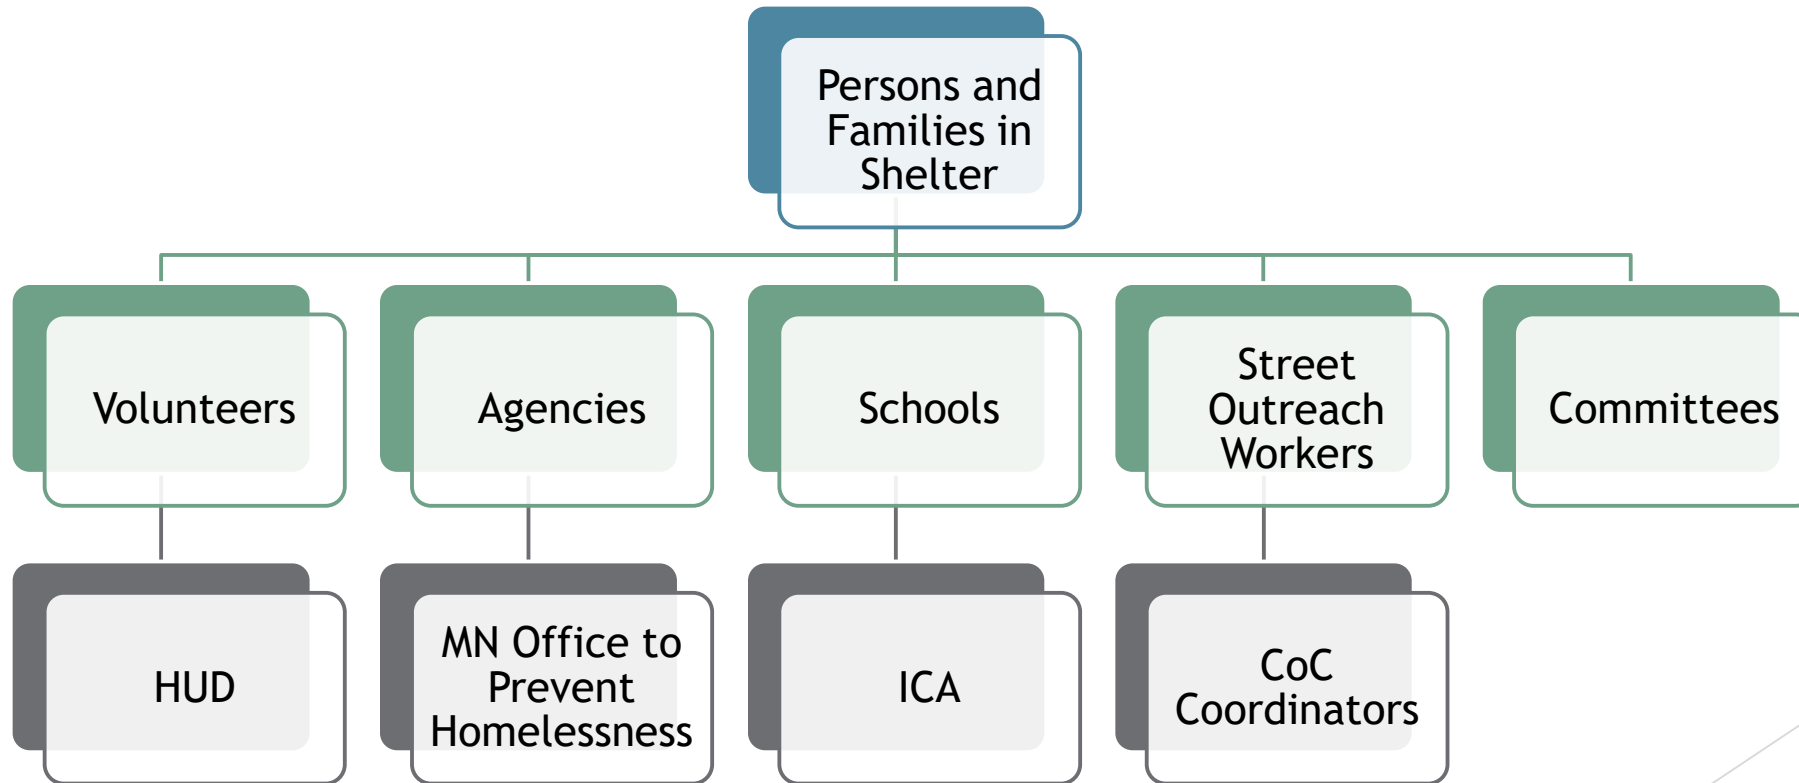 Persons and
Families in
Shelter
Volunteers
Agencies
Schools
Street
Outreach
Workers
Committees
HUD
MN Office to
Prevent
Homelessness
ICA
CoC
Coordinators